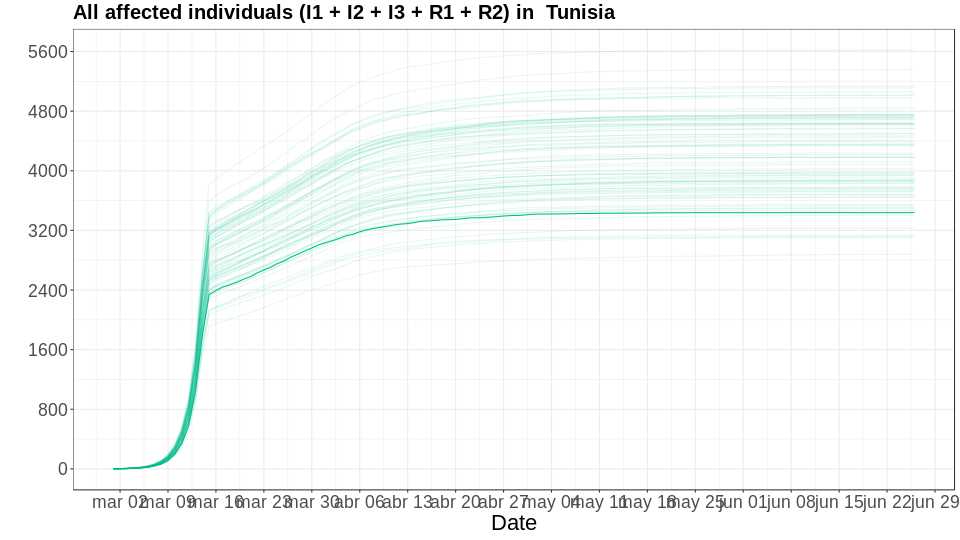 All affected individuals (I1 + I2 + I3 + R1 + R2) in  Tunisia
5600
4800
4000
3200
2400
1600
800
0
mar 02 mar 09 mar 16 mar 23 mar 30 abr 06 abr 13 abr 20 abr 27 may 04 may 11 may 18 may 25 jun 01 jun 08 jun 15 jun 22 jun 29
Date